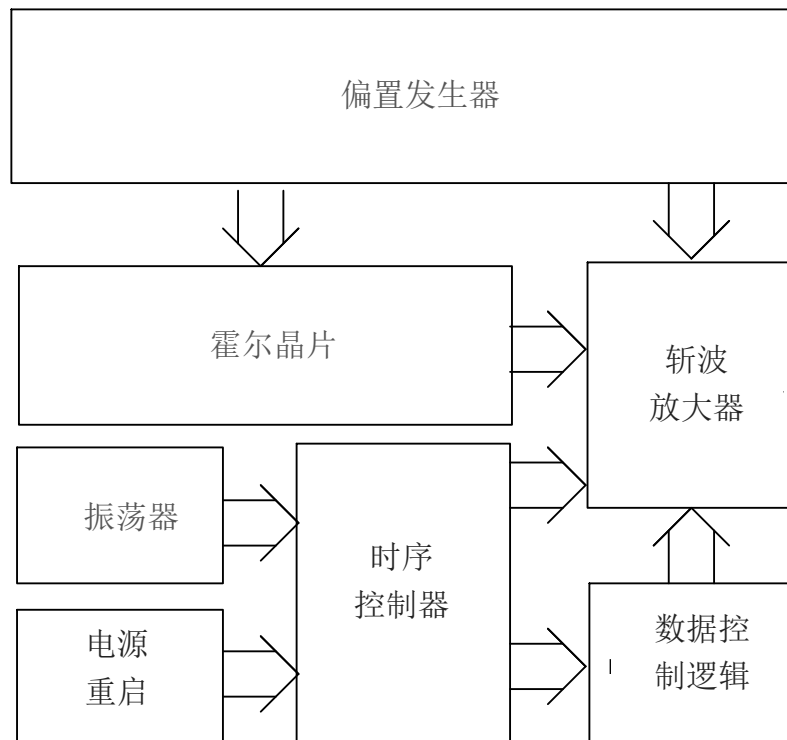 偏置发生器
霍尔晶片
斩波
放大器
振荡器
时序
控制器
电源
重启
数据控
制逻辑